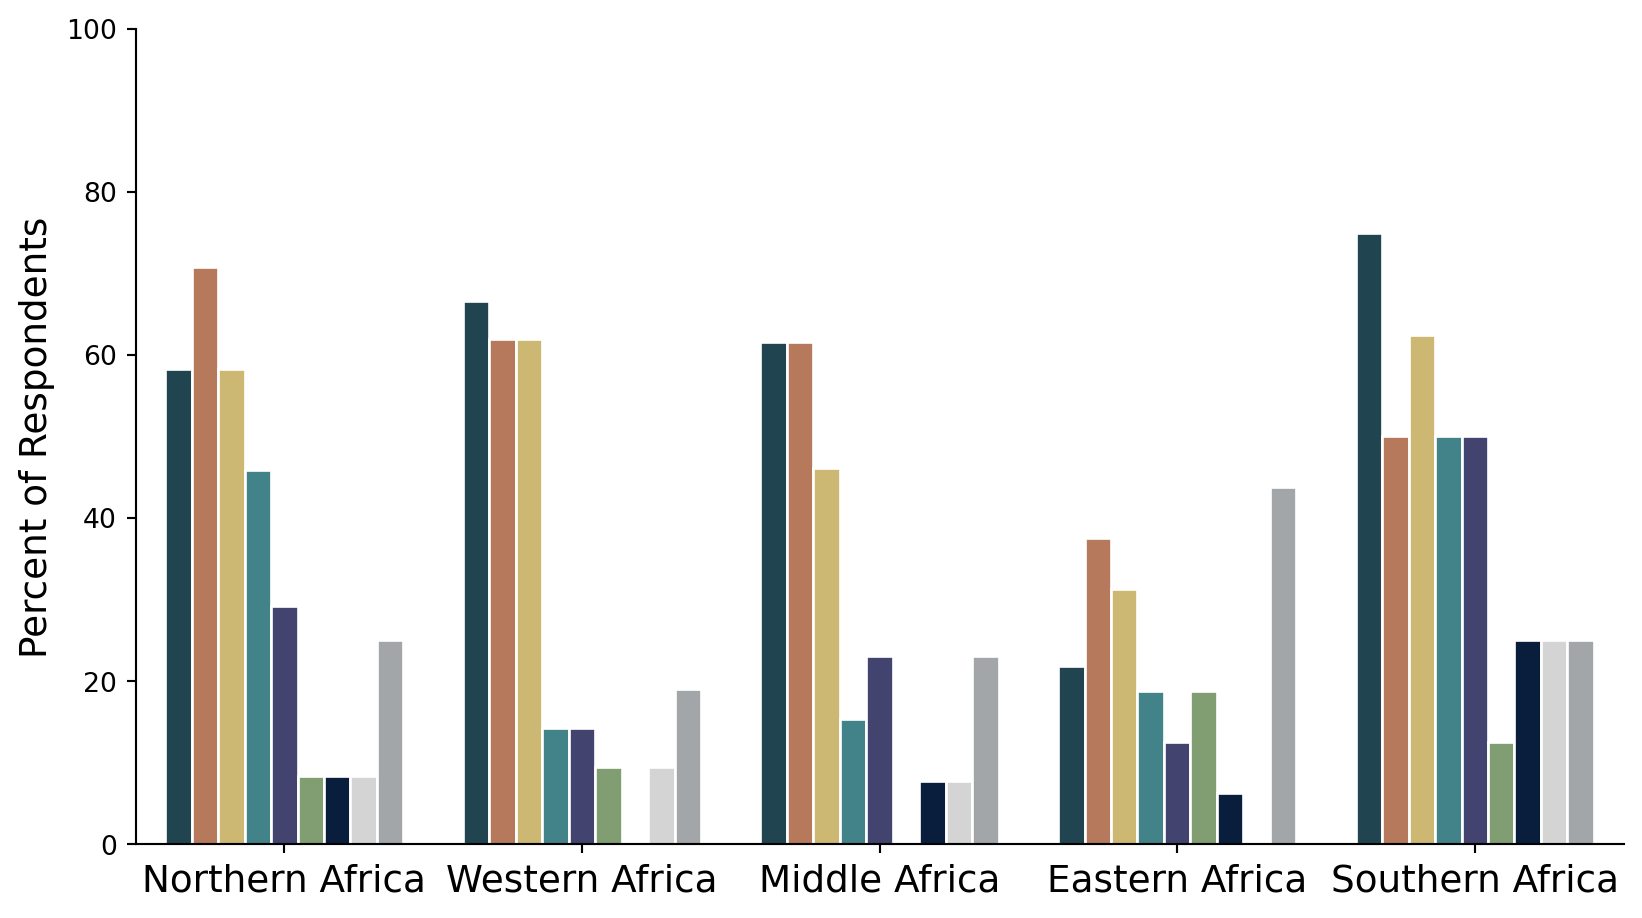 100
80
60
40
20
0
Percent of Respondents
Northern Africa
Western Africa
Middle Africa
Eastern Africa
Southern Africa